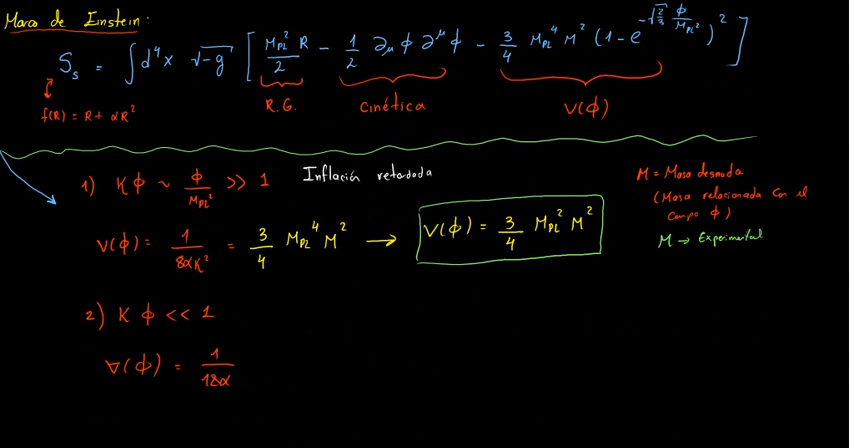 Marco de Einstein:
S_s = ∫ d⁴x √-g [ M_PL² R / 2 - 1/2 ∂_μ ϕ ∂^μ ϕ - 3/4 M_PL⁴ M² (1 - e^{-√(2/3) ϕ/M_PL²})² ]
f(R) = R + αR²
R.G.
Cinética
V(ϕ)
1) Kϕ ~ ϕ/M_PL² >> 1
Inflación retardada
V(ϕ) = 1/(8αK²) = 3/4 M_PL⁴ M² → V(ϕ) = 3/4 M_PL² M²
M = Masa desnuda
(Masa relacionada con el
campo ϕ)
M → Experimental
2) K ϕ << 1
V(ϕ) = 1/(12α)